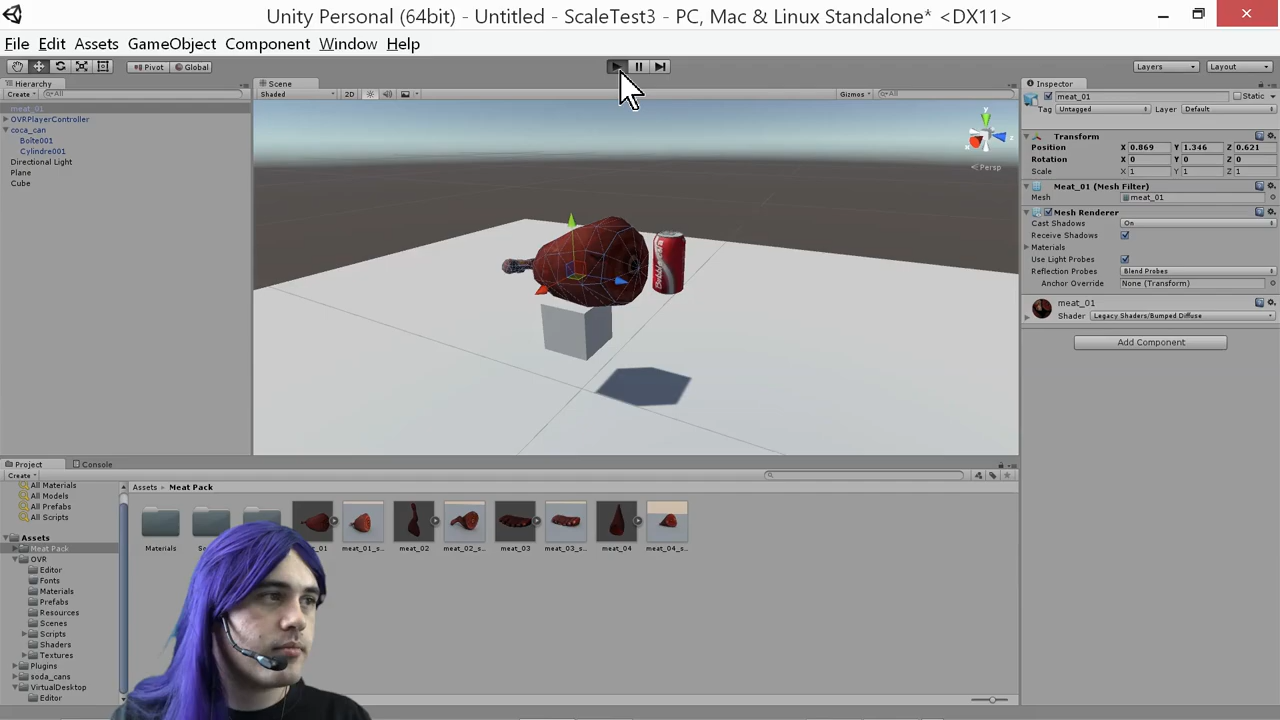 Unity Personal (64bit) - Untitled - ScaleTest3 - PC, Mac & Linux Standalone* <DX11>
File Edit Assets GameObject Component Window Help
Pivot Global Layers Layout
Hierarchy
Create All
meat_01
OVRPlayerController
coca_can
Boîte001
Cylindre001
Directional Light
Plane
Cube
Scene
Shaded 2D Gizmos All
y
x
z
Persp
Inspector
meat_01 Static
Tag Untagged Layer Default
Transform
Position X 0.869 Y 1.346 Z 0.621
Rotation X 0 Y 0 Z 0
Scale X 1 Y 1 Z 1
Meat_01 (Mesh Filter)
Mesh meat_01
Mesh Renderer
Cast Shadows On
Receive Shadows
Materials
Use Light Probes
Reflection Probes Blend Probes
Anchor Override None (Transform)
meat_01
Shader Legacy Shaders/Bumped Diffuse
Add Component
Project Console
Create
All Materials
All Models
All Prefabs
All Scripts
Assets
Meat Pack
OVR
Editor
Fonts
Materials
Prefabs
Resources
Scenes
Scripts
Shaders
Textures
Plugins
soda_cans
VirtualDesktop
Editor
Assets Meat Pack
Materials meat_01_s... meat_02 meat_02_s... meat_03 meat_03_s... meat_04 meat_04_s...